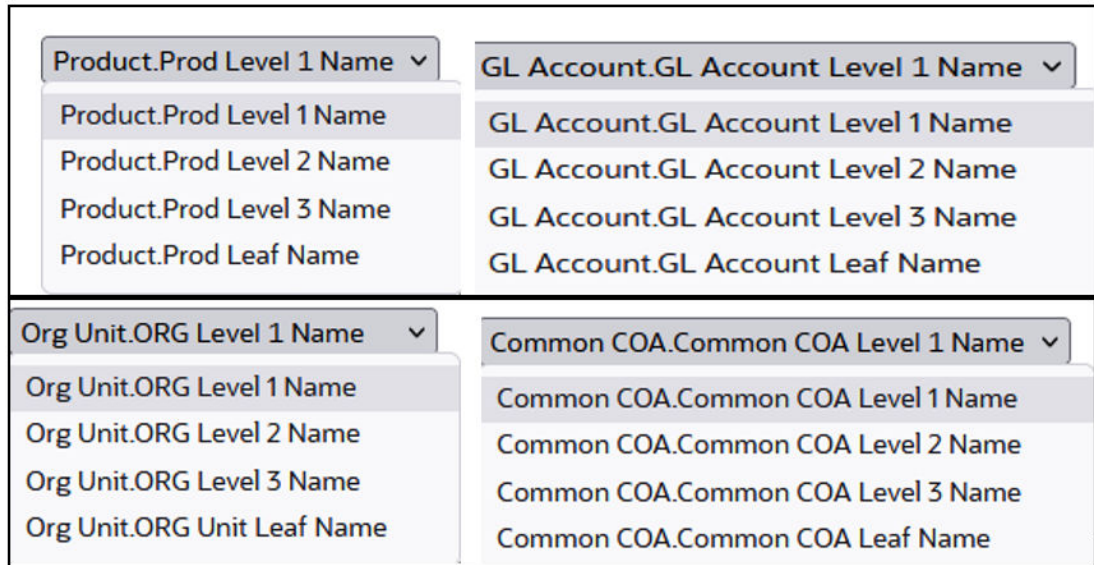 Product.Prod Level 1 Name
Product.Prod Level 1 Name
Product.Prod Level 2 Name
Product.Prod Level 3 Name
Product.Prod Leaf Name
GL Account.GL Account Level 1 Name
GL Account.GL Account Level 1 Name
GL Account.GL Account Level 2 Name
GL Account.GL Account Level 3 Name
GL Account.GL Account Leaf Name
Org Unit.ORG Level 1 Name
Org Unit.ORG Level 1 Name
Org Unit.ORG Level 2 Name
Org Unit.ORG Level 3 Name
Org Unit.ORG Unit Leaf Name
Common COA.Common COA Level 1 Name
Common COA.Common COA Level 1 Name
Common COA.Common COA Level 2 Name
Common COA.Common COA Level 3 Name
Common COA.Common COA Leaf Name